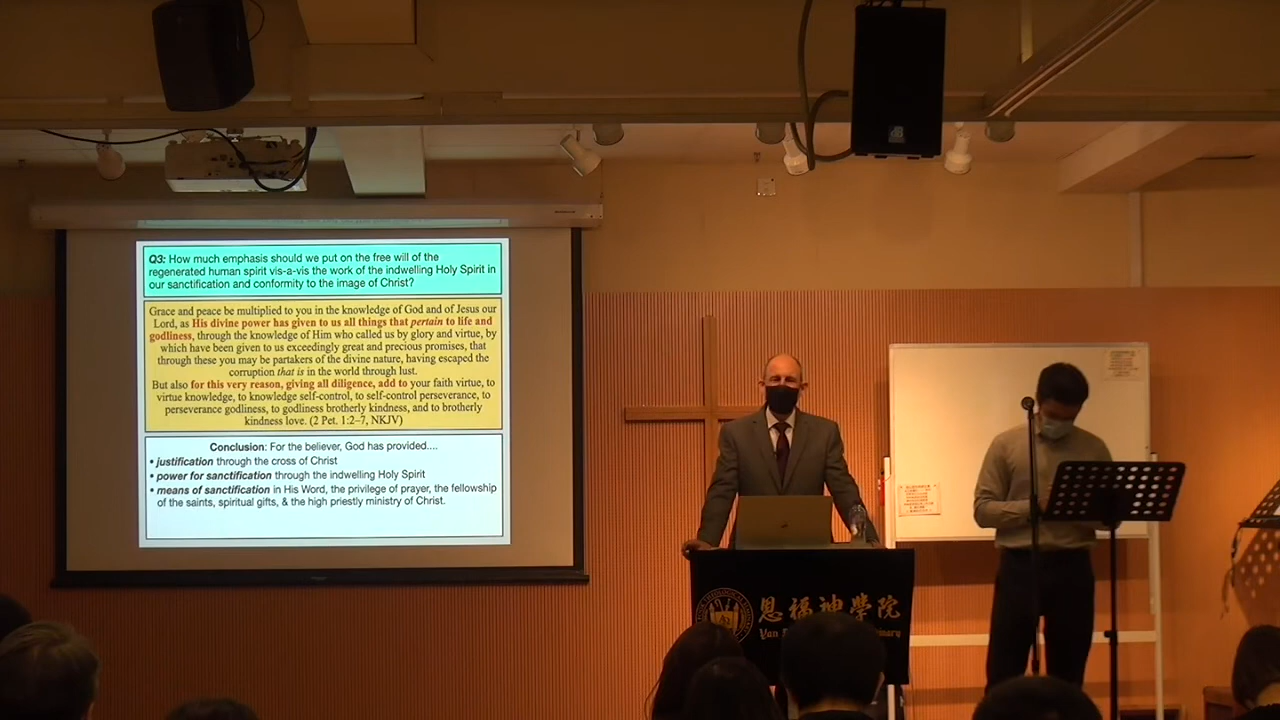 Q3: How much emphasis should we put on the free will of the
regenerated human spirit vis-a-vis the work of the indwelling Holy Spirit in
our sanctification and conformity to the image of Christ?
Grace and peace be multiplied to you in the knowledge of God and of Jesus our
Lord, as His divine power has given to us all things that pertain to life and
godliness, through the knowledge of Him who called us by glory and virtue, by
which have been given to us exceedingly great and precious promises, that
through these you may be partakers of the divine nature, having escaped the
corruption that is in the world through lust.
But also for this very reason, giving all diligence, add to your faith virtue, to
virtue knowledge, to knowledge self-control, to self-control perseverance, to
perseverance godliness, to godliness brotherly kindness, and to brotherly
kindness love. (2 Pet. 1:2–7, NKJV)
Conclusion: For the believer, God has provided....
• justification through the cross of Christ
• power for sanctification through the indwelling Holy Spirit
• means of sanctification in His Word, the privilege of prayer, the fellowship
of the saints, spiritual gifts, & the high priestly ministry of Christ.
恩福神學院
Yan